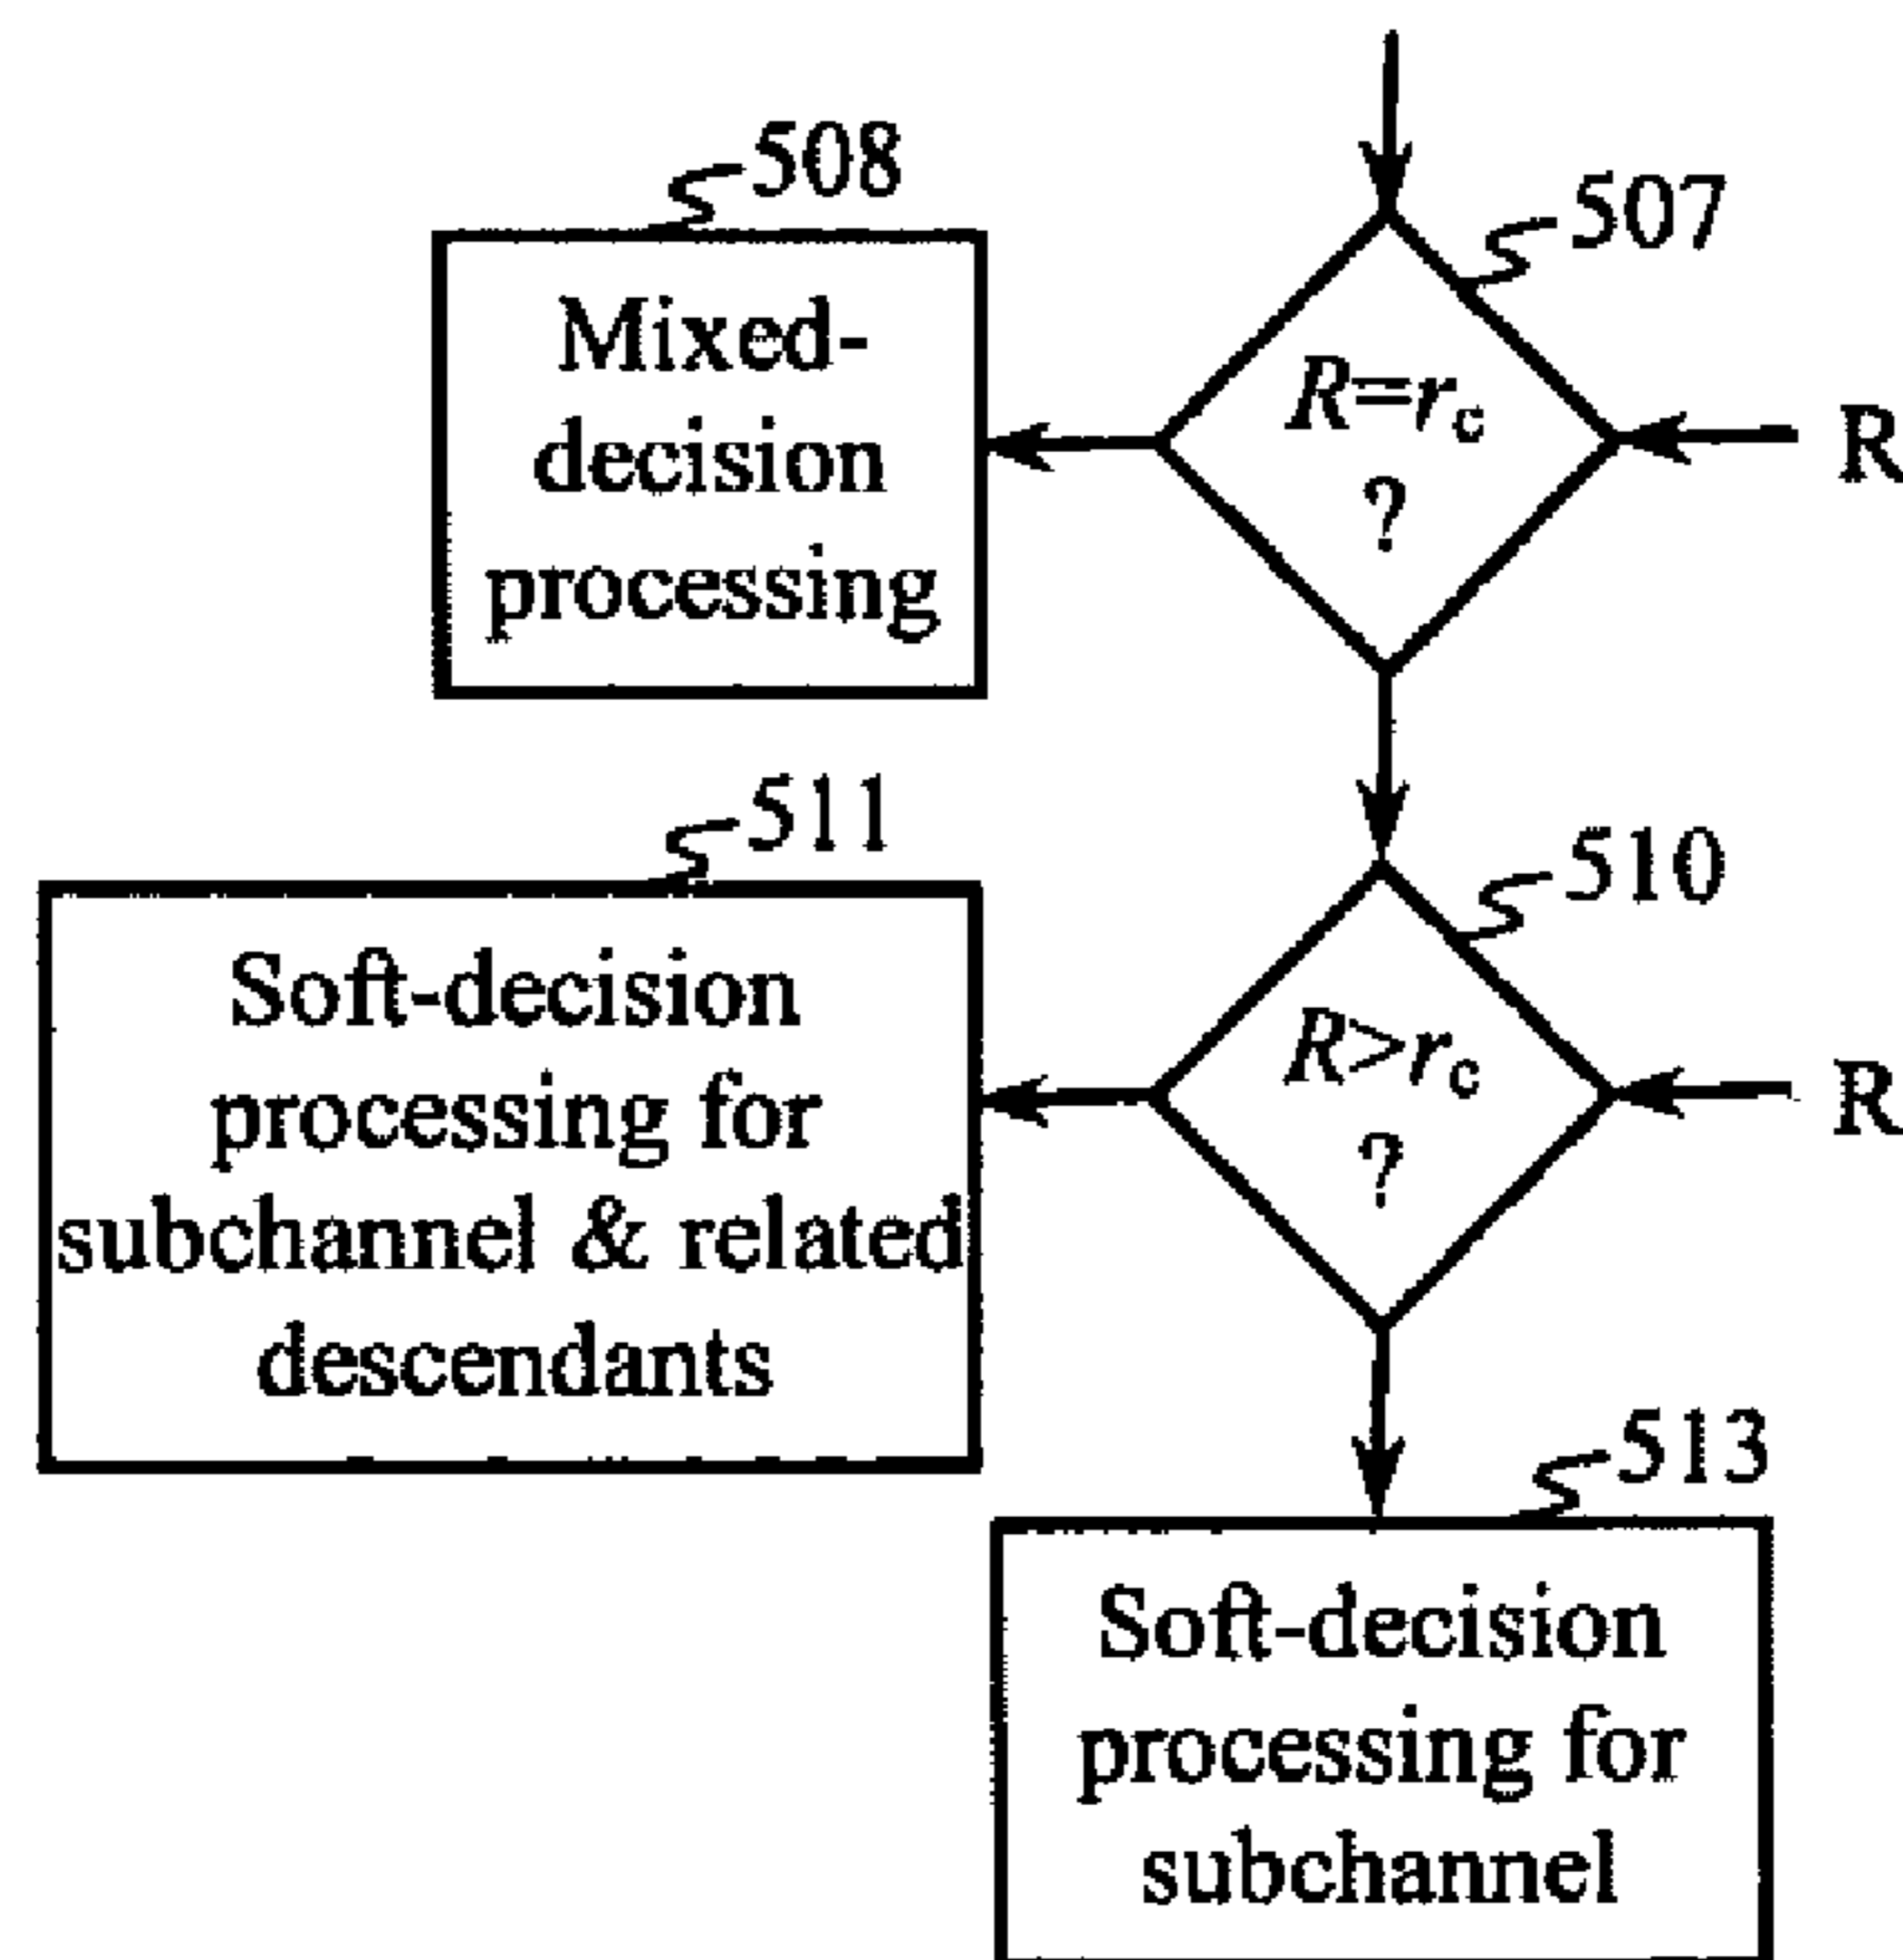 508
507
Mixed-
decision
processing
R=rc
?
R
511
510
Soft-decision
processing for
subchannel & related
descendants
R>rc
?
R
513
Soft-decision
processing for
subchannel